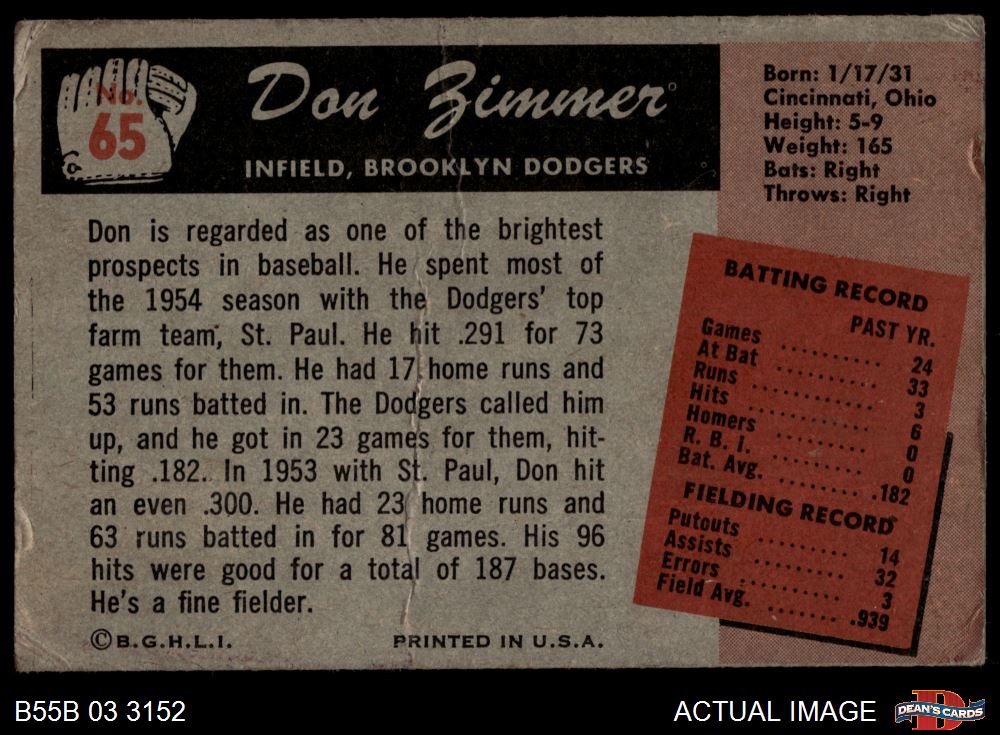 No.
65
Don Zimmer
INFIELD, BROOKLYN DODGERS
Born: 1/17/31
Cincinnati, Ohio
Height: 5-9
Weight: 165
Bats: Right
Throws: Right
Don is regarded as one of the brightest
prospects in baseball. He spent most of
the 1954 season with the Dodgers' top
farm team, St. Paul. He hit .291 for 73
games for them. He had 17 home runs and
53 runs batted in. The Dodgers called him
up, and he got in 23 games for them, hit-
ting .182. In 1953 with St. Paul, Don hit
an even .300. He had 23 home runs and
63 runs batted in for 81 games. His 96
hits were good for a total of 187 bases.
He's a fine fielder.
©B.G.H.L.I. PRINTED IN U.S.A.
BATTING RECORD
PAST YR.
Games .......... 24
At Bat .......... 33
Runs .......... 3
Hits .......... 6
Homers .......... 0
R. B. I. .......... 0
Bat. Avg. .......... .182
FIELDING RECORD
Putouts .......... 14
Assists .......... 32
Errors .......... 3
Field Avg. .......... .939
B55B 03 3152
ACTUAL IMAGE
DEAN'S CARDS